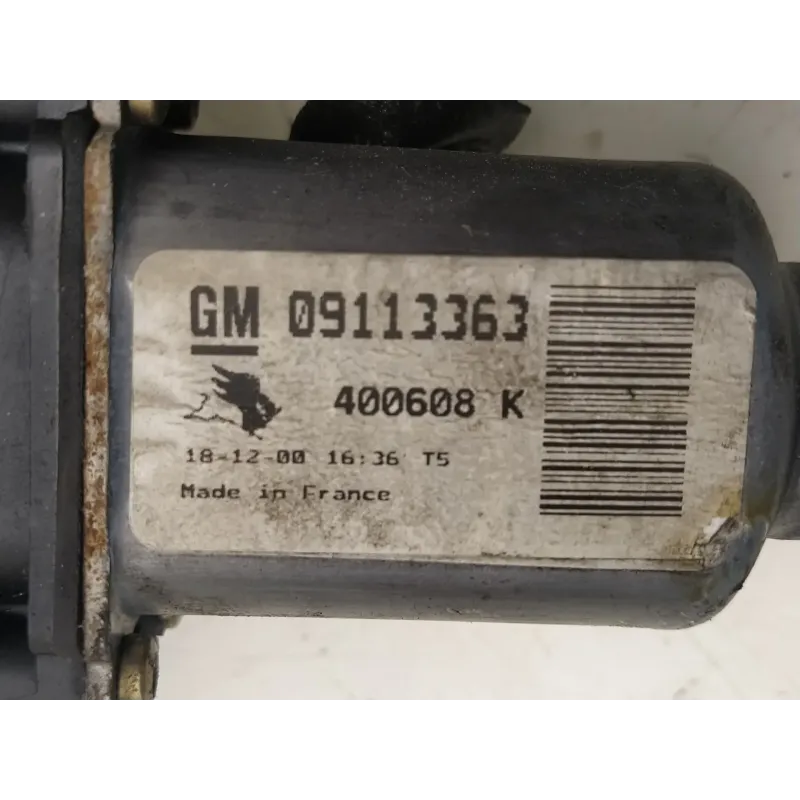 GM 09113363
400608 K
18-12-00 16:36 T5
Made in France